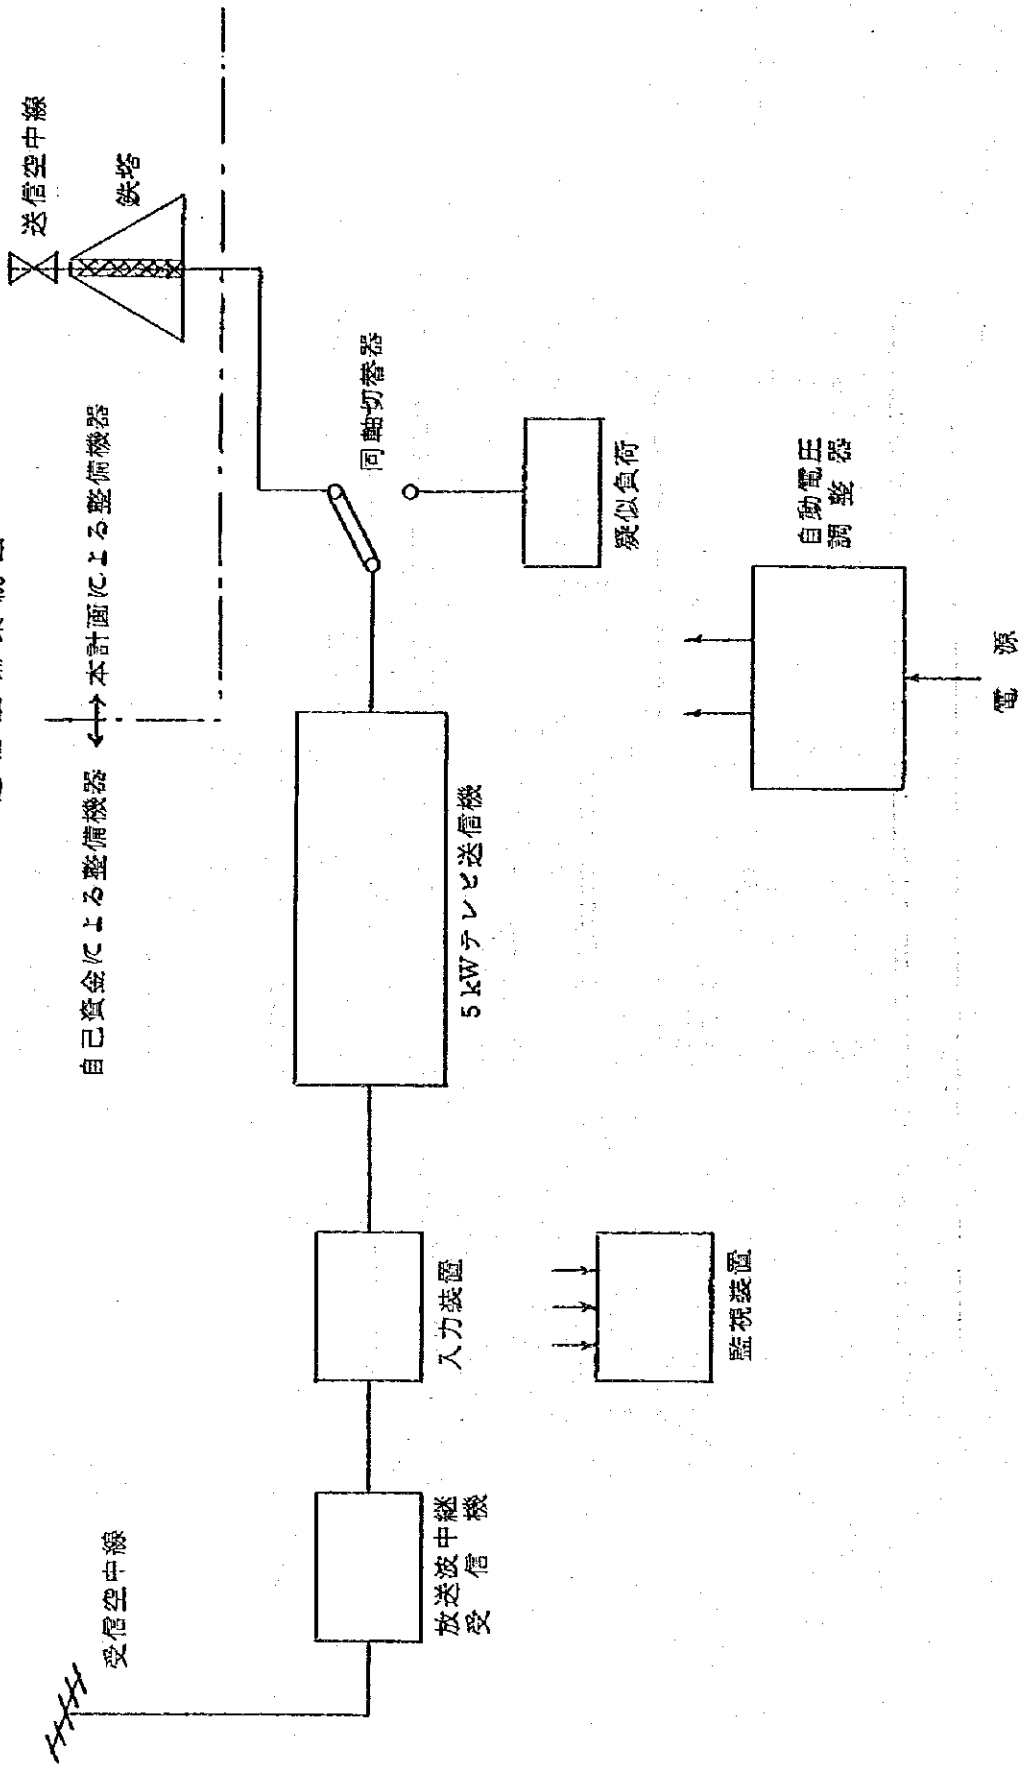 送信空中線
鉄塔
自己資金による整備機器 ↔ 本計画による整備機器
同軸切替器
疑似負荷
5kWテレビ送信機
自動電圧
調整器
電源
受信空中線
放送波中継
受信機
入力装置
監視装置